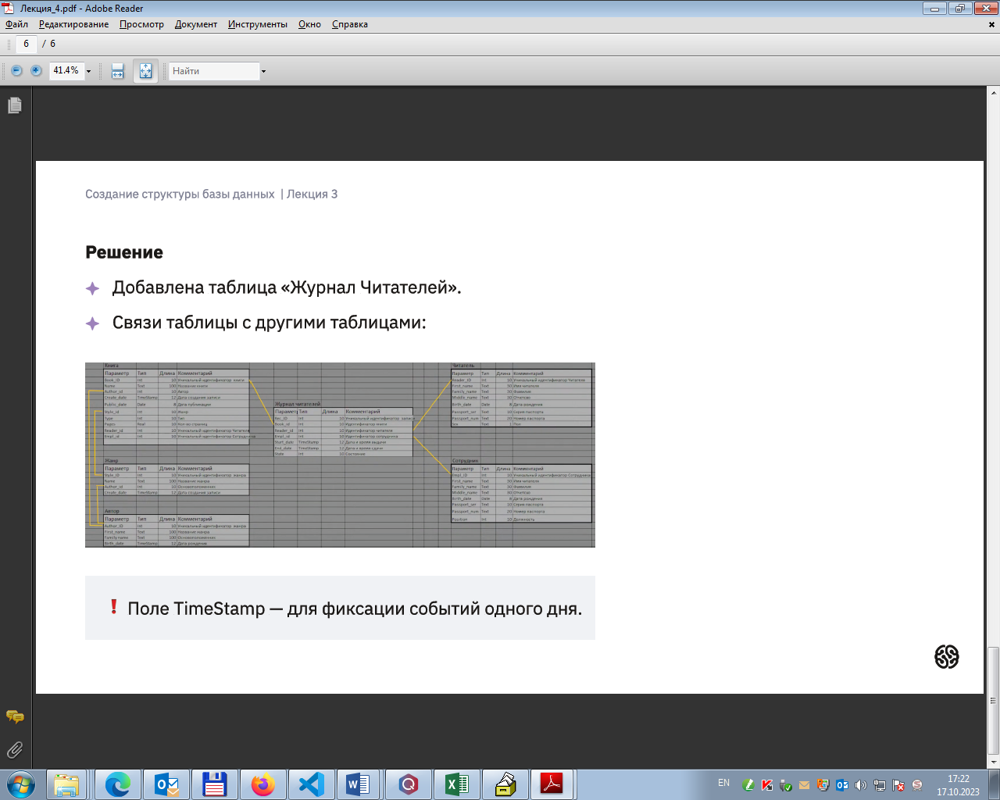 Лекция_4.pdf - Adobe Reader
Файл Редактирование Просмотр Документ Инструменты Окно Справка
6 / 6
41.4% Найти
Создание структуры базы данных | Лекция 3
Решение
Добавлена таблица «Журнал Читателей».
Связи таблицы с другими таблицами:
Книга
Параметр Тип Длина Комментарий
Book_ID Int 10 Уникальный идентификатор книги
Name Text 100 Название книги
Author_id Int 10 Автор
Create_date TimeStamp 12 Дата создания записи
Public_date Date 8 Дата публикации
Style_id Int 10 Жанр
Type Int 10 Тип
Pages Real 10 Кол-во страниц
Reader_id Int 10 Уникальный идентификатор Читателя
Empl_id Int 10 Уникальный идентификатор Сотрудника
Жанр
Параметр Тип Длина Комментарий
Style_ID Int 10 Уникальный идентификатор жанра
Name Text 100 Название жанра
Author_id Int 10 Основоположник
Create_date TimeStamp 12 Дата создания записи
Автор
Параметр Тип Длина Комментарий
Author_ID Int 10 Уникальный идентификатор жанра
First_name Text 100 Название жанра
Family name Text 100 Основоположник
Birth_date TimeStamp 12 Дата рождения
Журнал читателей
Параметр Тип Длина Комментарий
Rec_ID Int 10 Уникальный идентификатор записи
Book_id Int 10 Идентификатор книги
Reader_id Int 10 Идентификатор читателя
Empl_id Int 10 Идентификатор сотрудника
Start_date TimeStamp 12 Дата и время выдачи
End_date TimeStamp 12 Дата и время сдачи
State Int 10 Состояние
Читатель
Параметр Тип Длина Комментарий
Reader_ID Int 10 Уникальный идентификатор Читателя
First_name Text 30 Имя читателя
Family_name Text 30 Фамилия
Middle_name Text 30 Отчетсво
Birth_date Date 8 Дата рождения
Passport_ser Text 10 Серия паспорта
Passport_num Text 20 Номер паспорта
Sex Text 1 Пол
Сотрудник
Параметр Тип Длина Комментарий
Empl_ID Int 10 Уникальный идентификатор Сотрудника
First_name Text 30 Имя читателя
Family_name Text 30 Фамилия
Middle_name Text 30 Отчетсво
Birth_date Date 8 Дата рождения
Passport_ser Text 10 Серия паспорта
Passport_num Text 20 Номер паспорта
Position Int 10 Должность
! Поле TimeStamp — для фиксации событий одного дня.
EN
17:22
17.10.2023